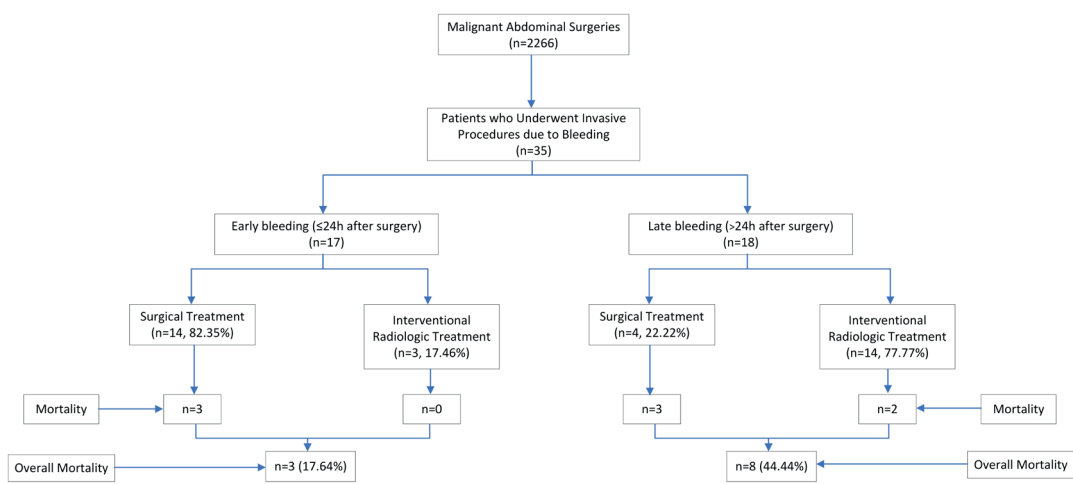 Malignant Abdominal Surgeries
(n=2266)
Patients who Underwent Invasive
Procedures due to Bleeding
(n=35)
Early bleeding (≤24h after surgery)
(n=17)
Late bleeding (>24h after surgery)
(n=18)
Surgical Treatment
(n=14, 82.35%)
Interventional
Radiologic Treatment
(n=3, 17.46%)
Surgical Treatment
(n=4, 22.22%)
Interventional
Radiologic Treatment
(n=14, 77.77%)
Mortality
n=3
n=0
n=3
n=2
Mortality
Overall Mortality
n=3 (17.64%)
n=8 (44.44%)
Overall Mortality